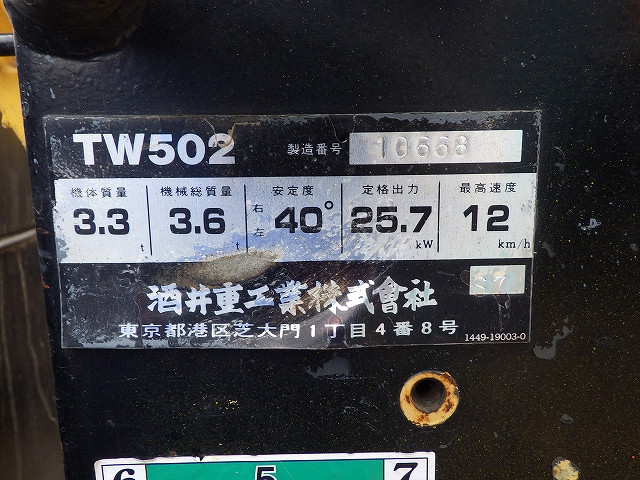 TW502 製造番号 10668
機体質量 機械総質量 安定度 定格出力 最高速度
3.3 t 3.6 t 右左 40° 25.7 kW 12 km/h
S7
酒井重工業株式會社
東京都港区芝大門1丁目4番8号
1449-19003-0
6 5 7